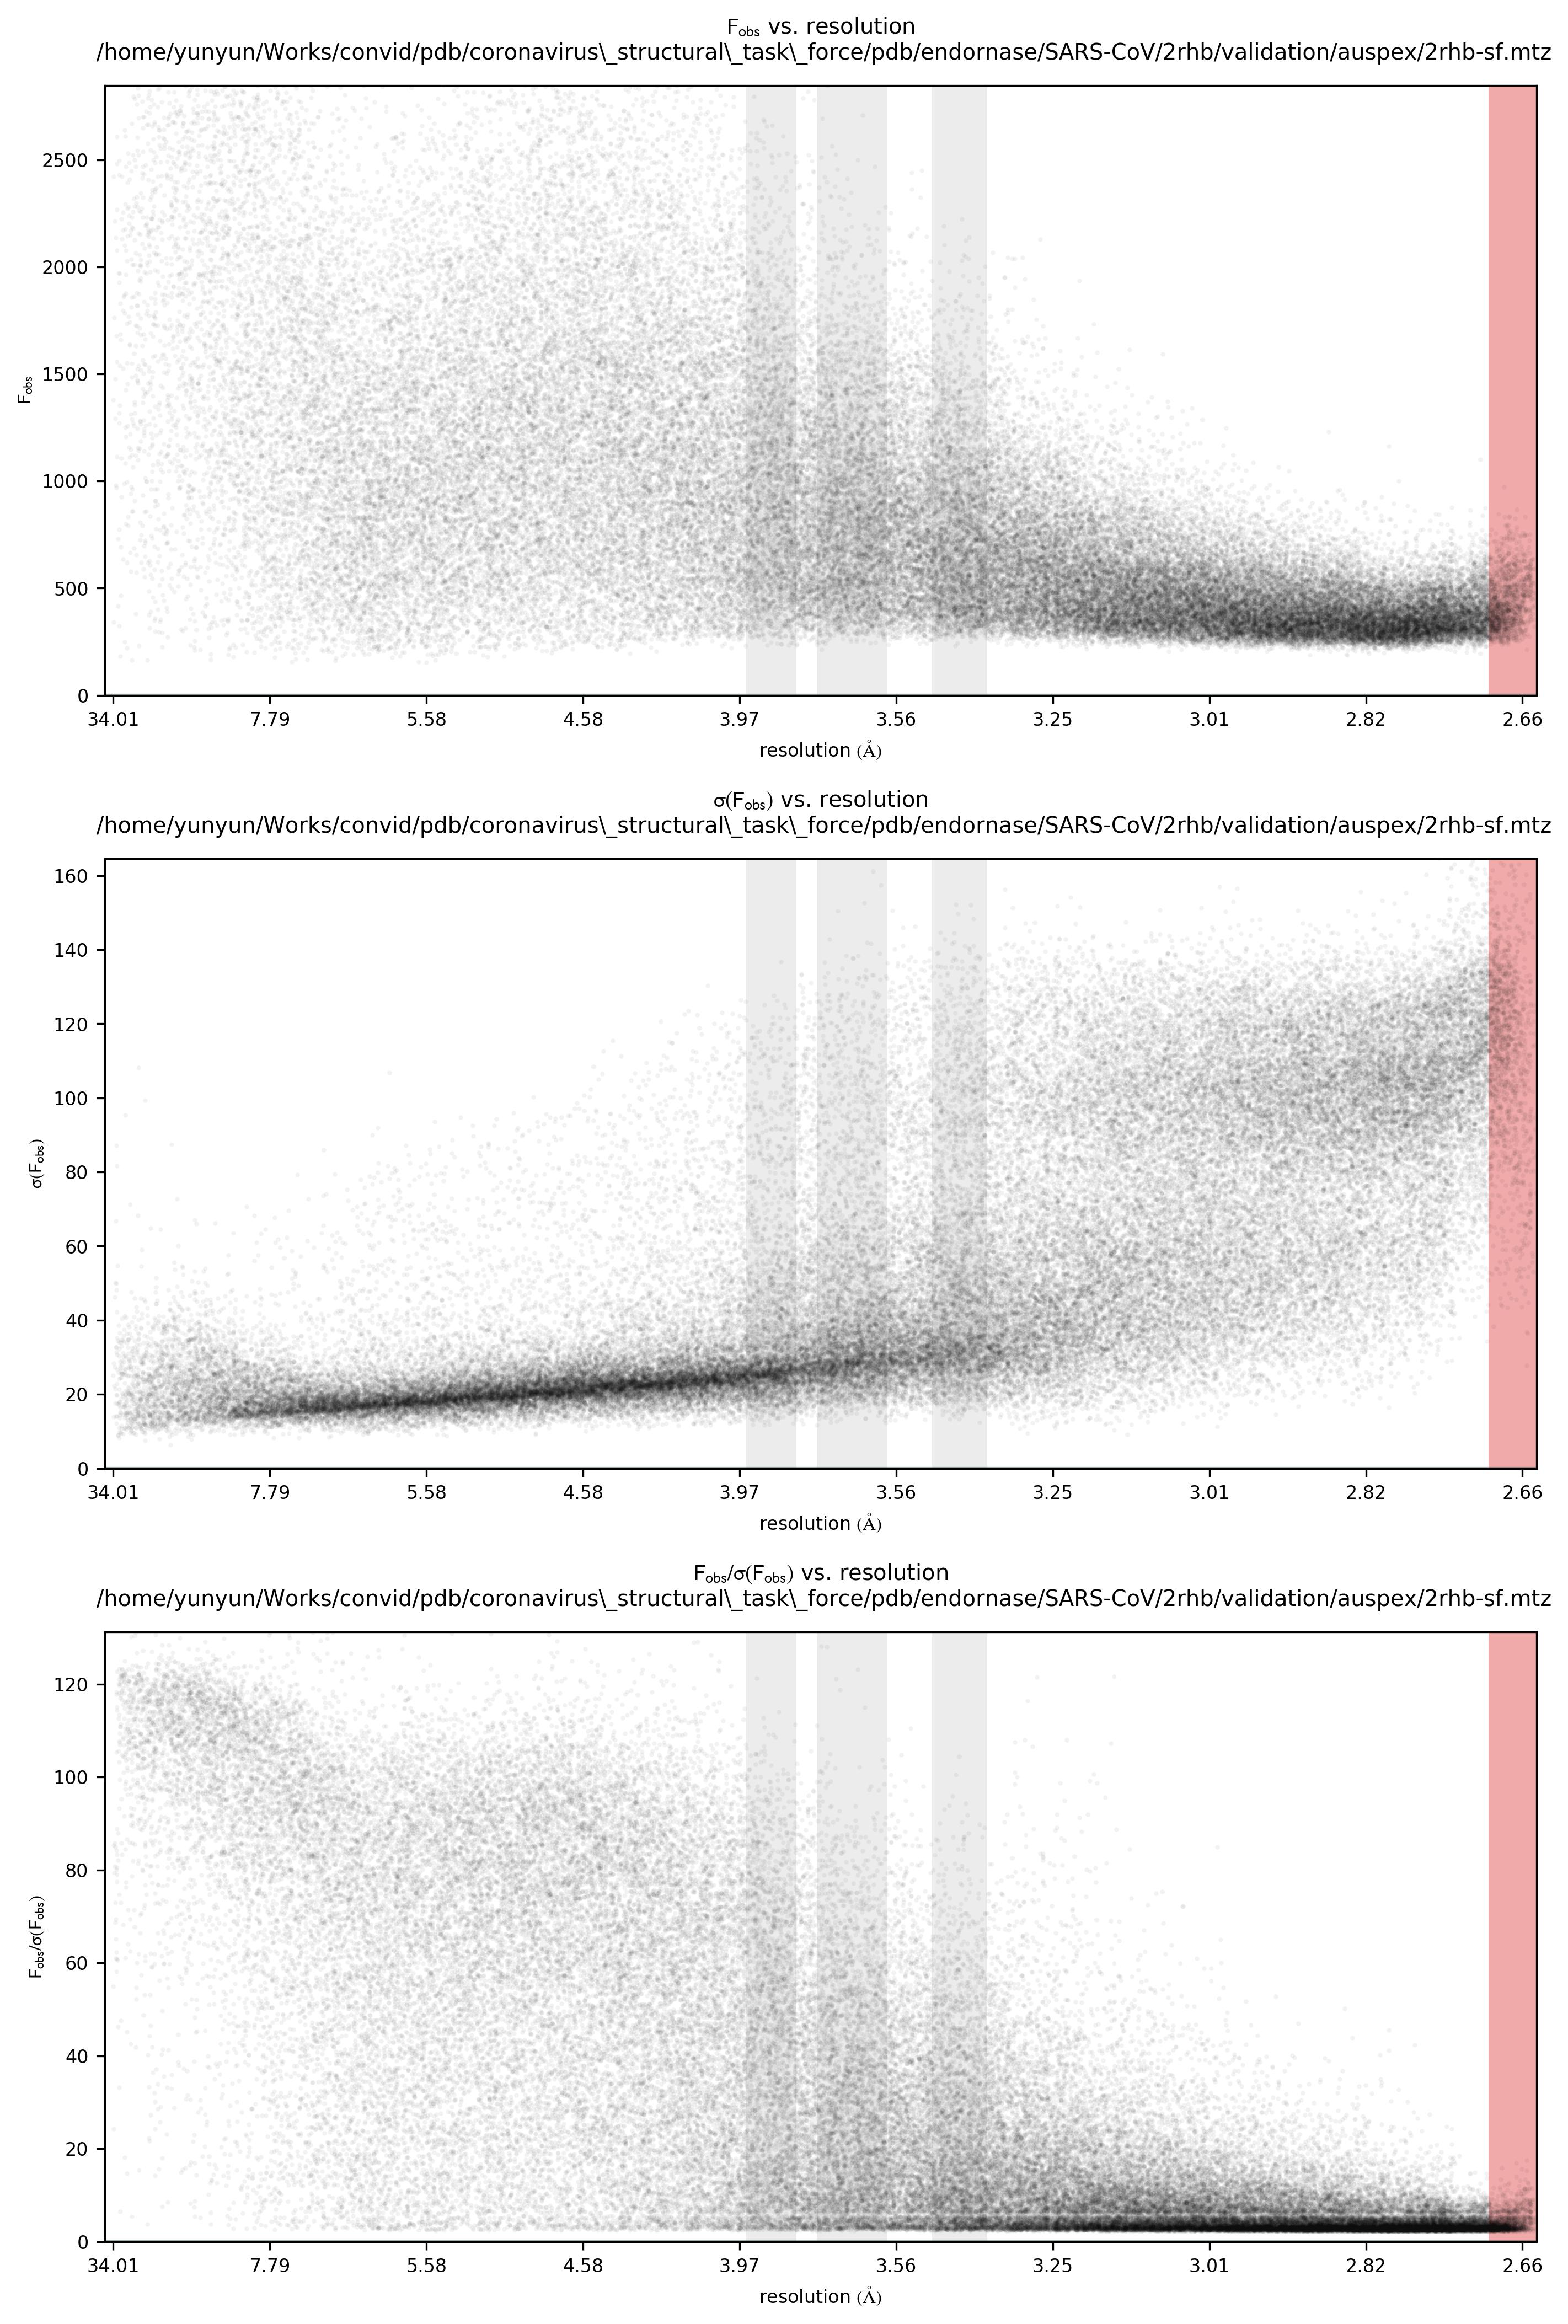 Fobs vs. resolution
/home/yunyun/Works/convid/pdb/coronavirus\_structural\_task\_force/pdb/endornase/SARS-CoV/2rhb/validation/auspex/2rhb-sf.mtz
Fobs
2500
2000
1500
1000
500
0
34.01 7.79 5.58 4.58 3.97 3.56 3.25 3.01 2.82 2.66
resolution (Å)
σ(Fobs) vs. resolution
/home/yunyun/Works/convid/pdb/coronavirus\_structural\_task\_force/pdb/endornase/SARS-CoV/2rhb/validation/auspex/2rhb-sf.mtz
σ(Fobs)
160
140
120
100
80
60
40
20
0
34.01 7.79 5.58 4.58 3.97 3.56 3.25 3.01 2.82 2.66
resolution (Å)
Fobs/σ(Fobs) vs. resolution
/home/yunyun/Works/convid/pdb/coronavirus\_structural\_task\_force/pdb/endornase/SARS-CoV/2rhb/validation/auspex/2rhb-sf.mtz
Fobs/σ(Fobs)
120
100
80
60
40
20
0
34.01 7.79 5.58 4.58 3.97 3.56 3.25 3.01 2.82 2.66
resolution (Å)